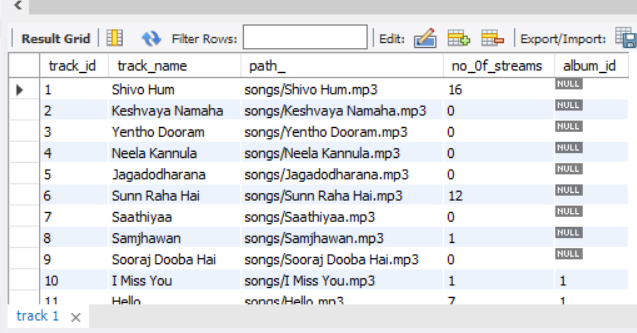 Result Grid Filter Rows: Edit: Export/Import:
track_id track_name path_ no_0f_streams album_id
1 Shivo Hum songs/Shivo Hum.mp3 16 NULL
2 Keshvaya Namaha songs/Keshvaya Namaha.mp3 0 NULL
3 Yentho Dooram songs/Yentho Dooram.mp3 0 NULL
4 Neela Kannula songs/Neela Kannula.mp3 0 NULL
5 Jagadodharana songs/Jagadodharana.mp3 0 NULL
6 Sunn Raha Hai songs/Sunn Raha Hai.mp3 12 NULL
7 Saathiyaa songs/Saathiyaa.mp3 0 NULL
8 Samjhawan songs/Samjhawan.mp3 1 NULL
9 Sooraj Dooba Hai songs/Sooraj Dooba Hai.mp3 0 NULL
10 I Miss You songs/I Miss You.mp3 1 1
11 Hello songs/Hello.mp3 7 1
track 1